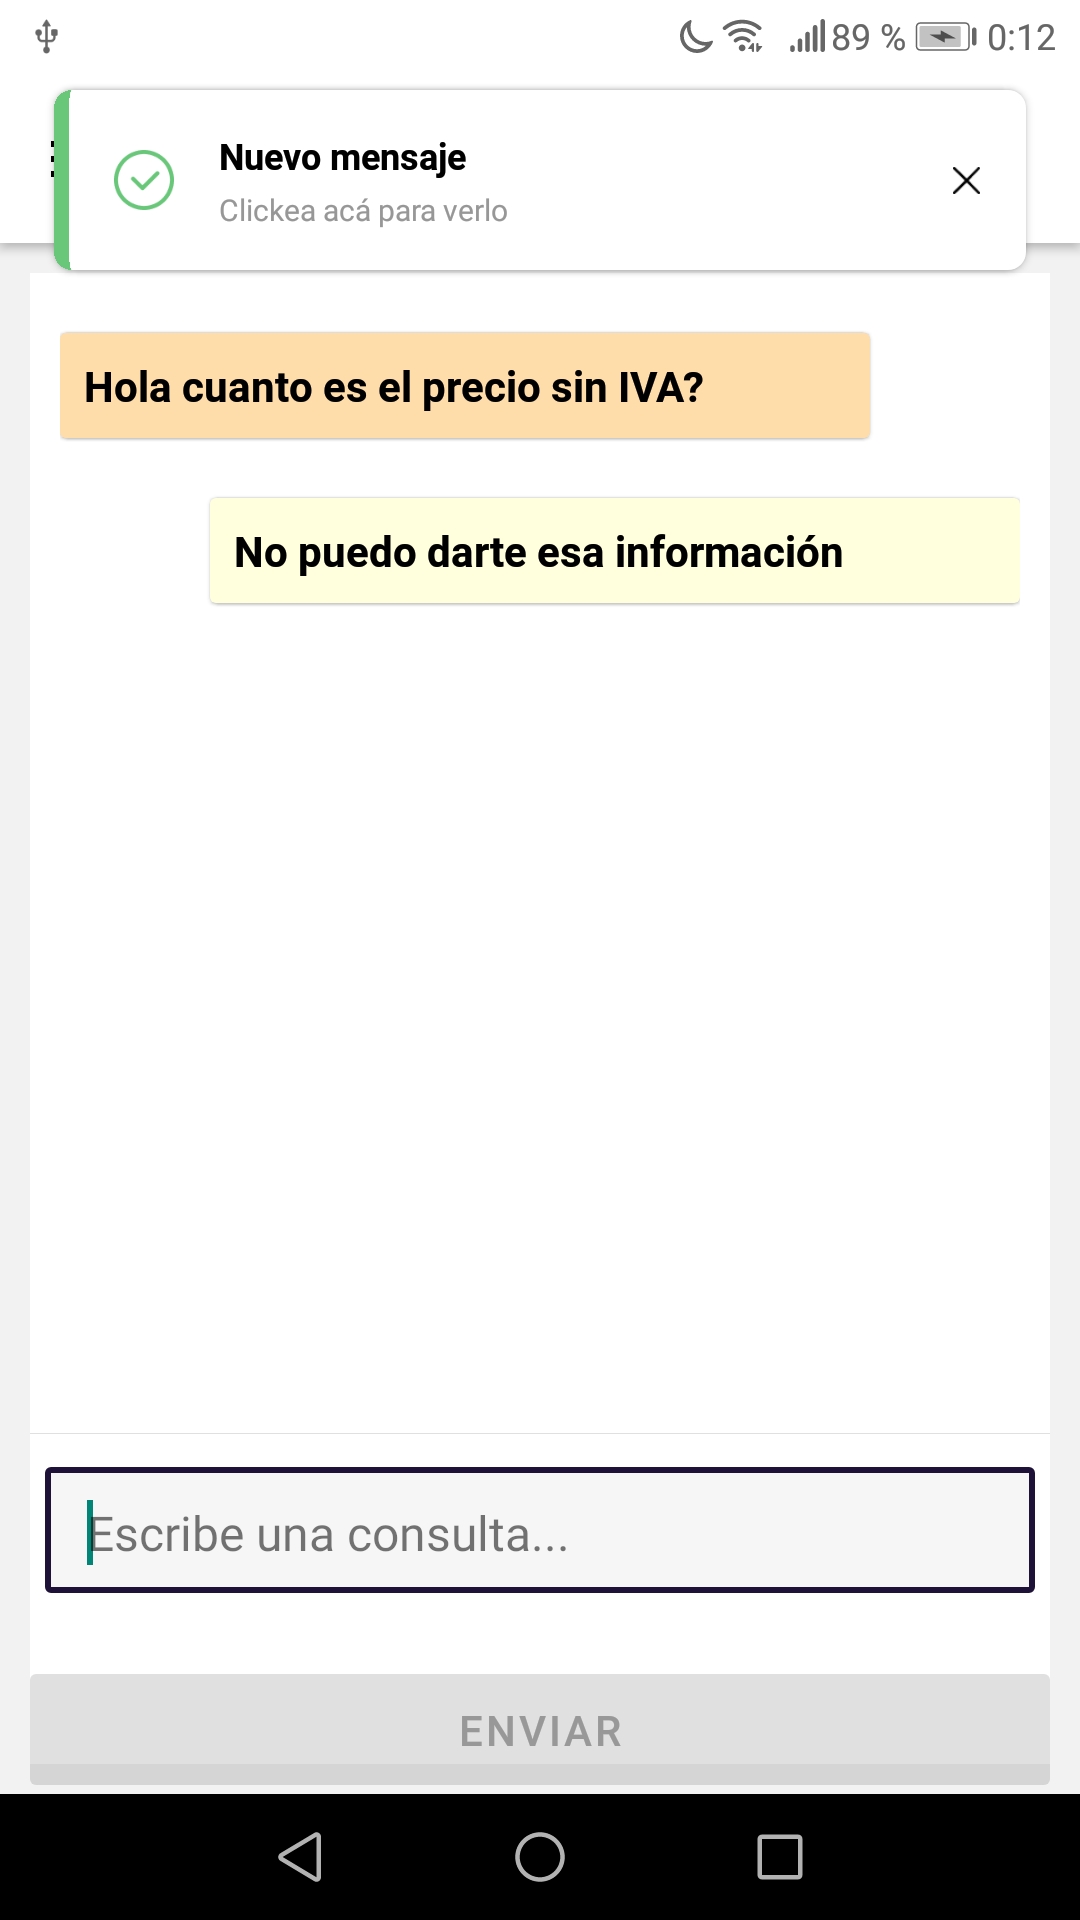 89 % 0:12
Nuevo mensaje
Clickea acá para verlo
Hola cuanto es el precio sin IVA?
No puedo darte esa información
Escribe una consulta...
ENVIAR